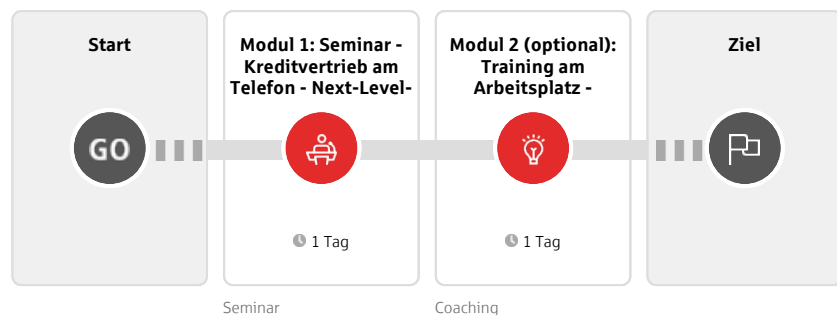 Start
Modul 1: Seminar -
Kreditvertrieb am
Telefon - Next-Level-
Modul 2 (optional):
Training am
Arbeitsplatz -
Ziel
GO
1 Tag
1 Tag
Seminar
Coaching